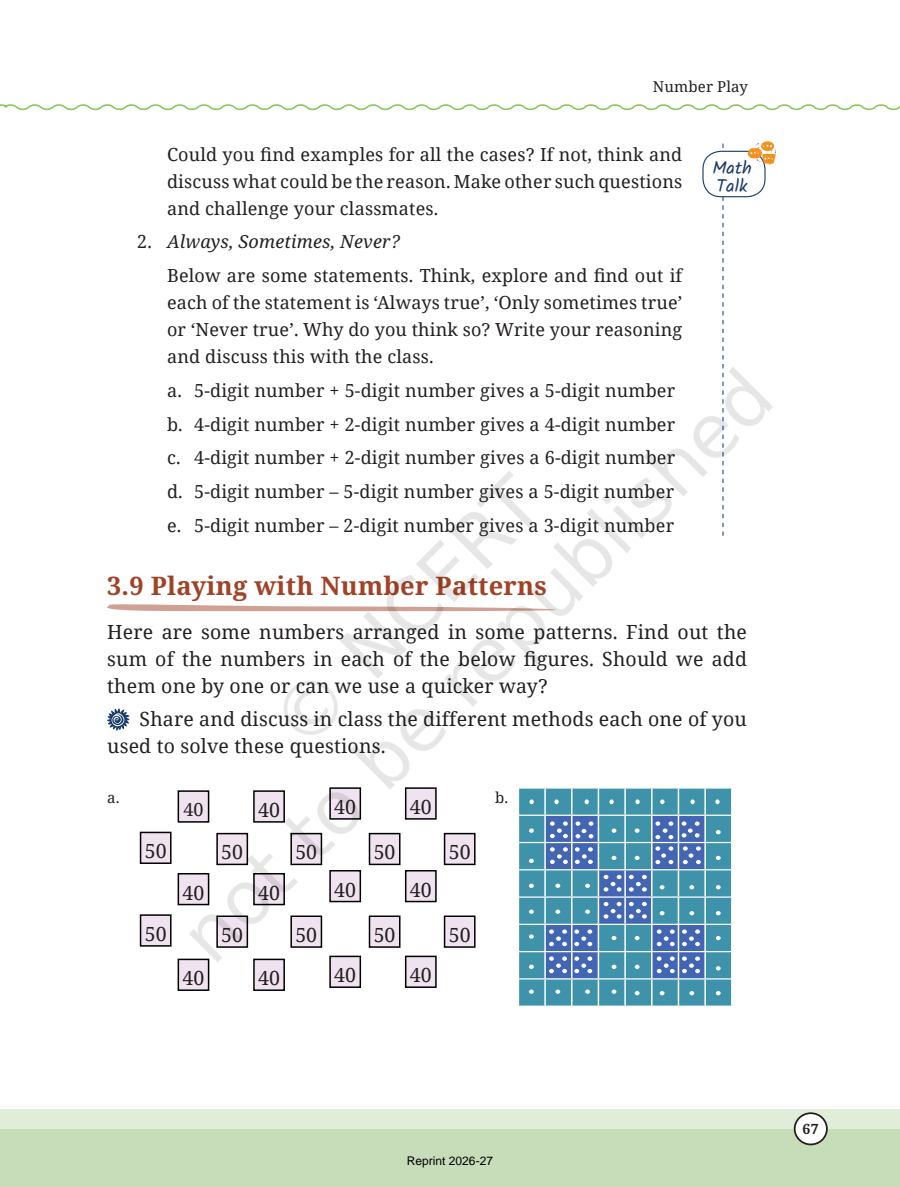 Number Play
Could you find examples for all the cases? If not, think and
discuss what could be the reason. Make other such questions
and challenge your classmates.
Math
Talk
2. Always, Sometimes, Never?
Below are some statements. Think, explore and find out if
each of the statement is ‘Always true’, ‘Only sometimes true’
or ‘Never true’. Why do you think so? Write your reasoning
and discuss this with the class.
a. 5-digit number + 5-digit number gives a 5-digit number
b. 4-digit number + 2-digit number gives a 4-digit number
c. 4-digit number + 2-digit number gives a 6-digit number
d. 5-digit number – 5-digit number gives a 5-digit number
e. 5-digit number – 2-digit number gives a 3-digit number
3.9 Playing with Number Patterns
Here are some numbers arranged in some patterns. Find out the
sum of the numbers in each of the below figures. Should we add
them one by one or can we use a quicker way?
Share and discuss in class the different methods each one of you
used to solve these questions.
a.
40 40 40 40
50 50 50 50 50
40 40 40 40
50 50 50 50 50
40 40 40 40
b.
© NCERT
not to be republished
67
Reprint 2026-27